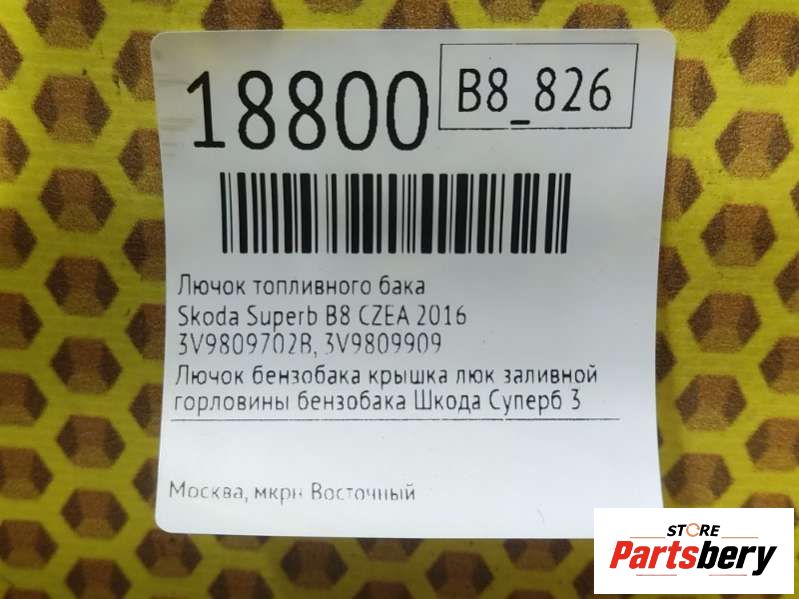 18800
B8_826
Лючок топливного бака
Skoda Superb B8 CZEA 2016
3V9809702B, 3V9809909
Лючок бензобака крышка люк заливной
горловины бензобака Шкода Суперб 3
Москва, мкрн Восточный
STORE
Partsbery